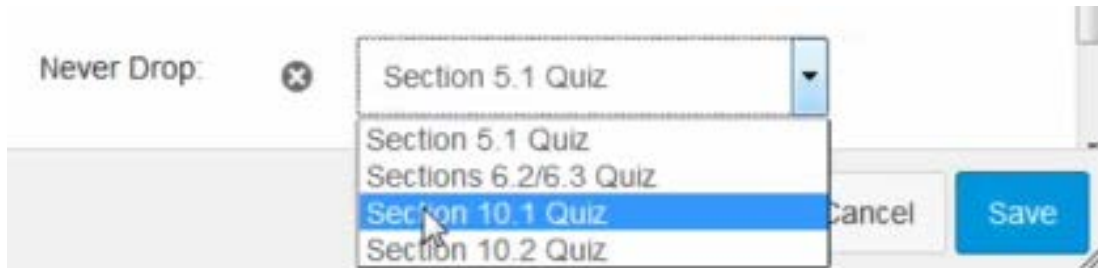 Never Drop:
Section 5.1 Quiz
Section 5.1 Quiz
Sections 6.2/6.3 Quiz
Section 10.1 Quiz
Section 10.2 Quiz
Cancel
Save